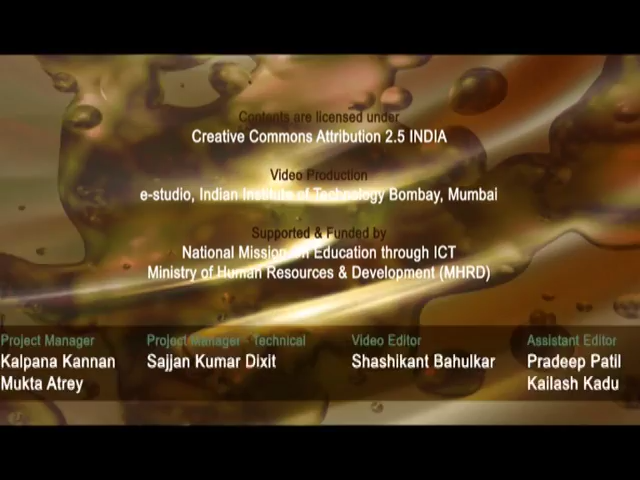 Contents are licensed under
Creative Commons Attribution 2.5 INDIA
Video Production
e-studio, Indian Institute of Technology Bombay, Mumbai
Supported & Funded by
National Mission on Education through ICT
Ministry of Human Resources & Development (MHRD)
Project Manager
Kalpana Kannan
Mukta Atrey
Project Manager Technical
Sajjan Kumar Dixit
Video Editor
Shashikant Bahulkar
Assistant Editor
Pradeep Patil
Kailash Kadu